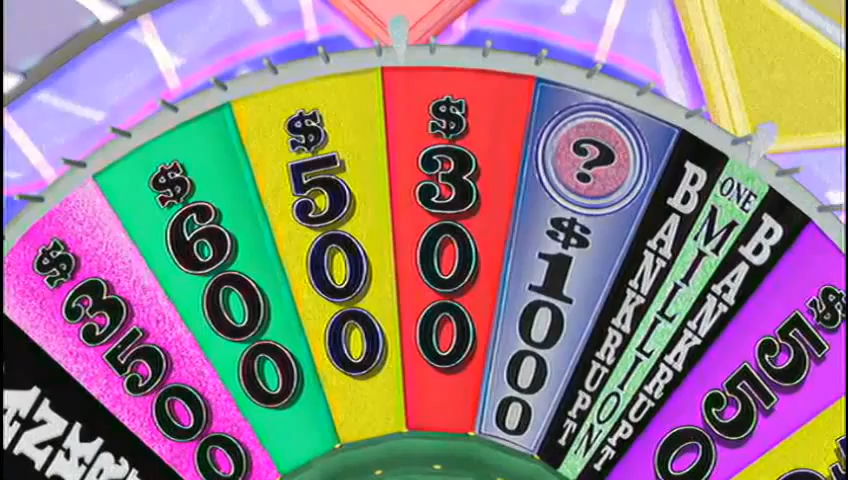 $3500
$600
$500
$300
?
$1000
BANKRUPT
ONE
MILLION
BANKRUPT
$550